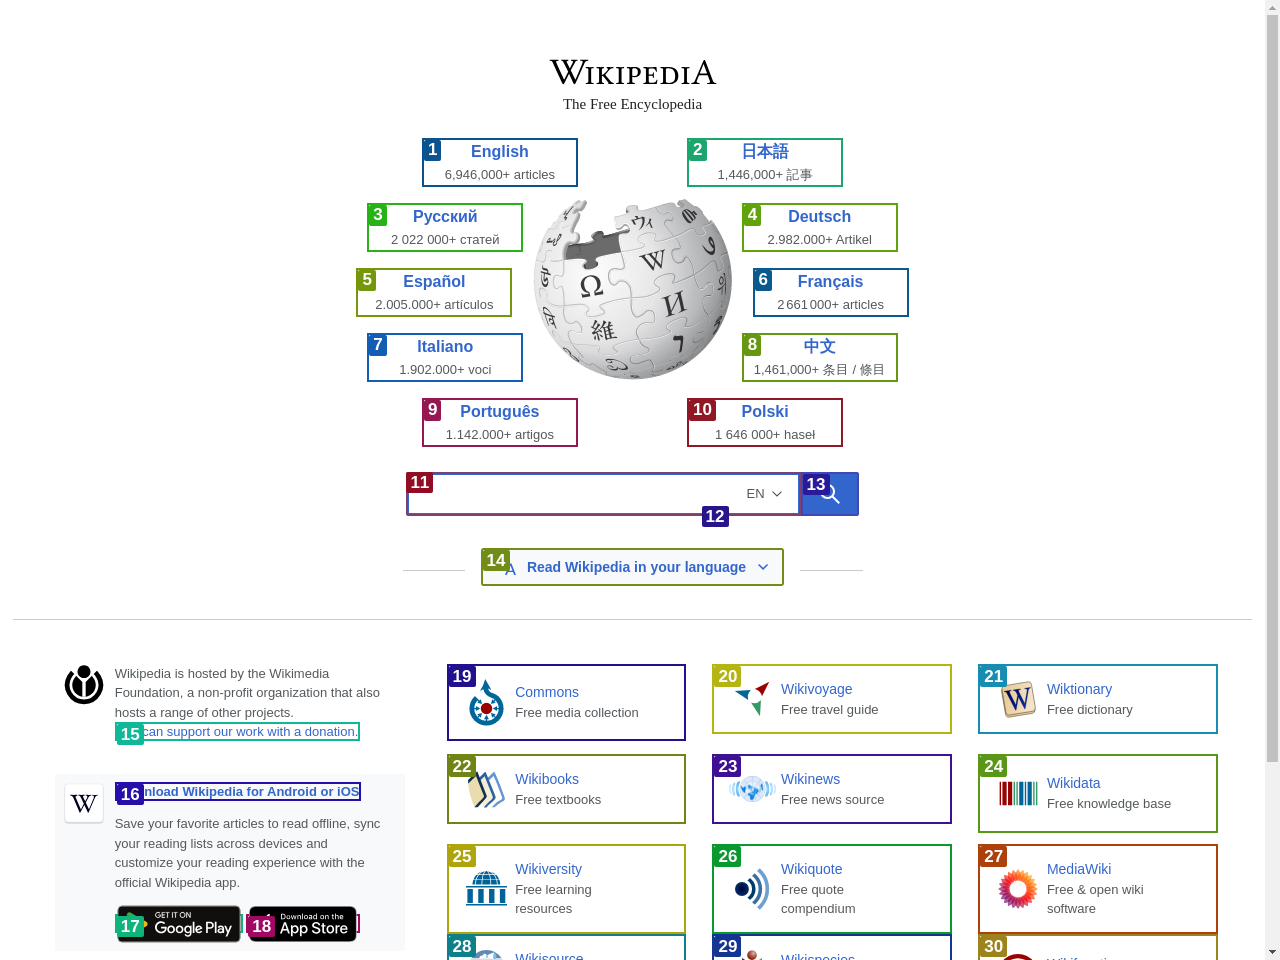 WIKIPEDIA
The Free Encyclopedia
1 English
6,946,000+ articles
2 日本語
1,446,000+ 記事
3 Русский
2 022 000+ статей
4 Deutsch
2.982.000+ Artikel
5 Español
2.005.000+ artículos
6 Français
2 661 000+ articles
7 Italiano
1.902.000+ voci
8 中文
1,461,000+ 条目 / 條目
9 Português
1.142.000+ artigos
10 Polski
1 646 000+ haseł
Ω W И 維 ウィ 7
11 EN 13
12
14 A Read Wikipedia in your language
Wikipedia is hosted by the Wikimedia
Foundation, a non-profit organization that also
hosts a range of other projects.
15 can support our work with a donation.
W
16 nload Wikipedia for Android or iOS
Save your favorite articles to read offline, sync
your reading lists across devices and
customize your reading experience with the
official Wikipedia app.
17 GET IT ON
Google Play
18 Download on the
App Store
19 Commons
Free media collection
20 Wikivoyage
Free travel guide
21 W Wiktionary
Free dictionary
22 Wikibooks
Free textbooks
23 Wikinews
Free news source
24 Wikidata
Free knowledge base
25 Wikiversity
Free learning
resources
26 Wikiquote
Free quote
compendium
27 MediaWiki
Free & open wiki
software
28 Wikisource
29 Wikispecies
30